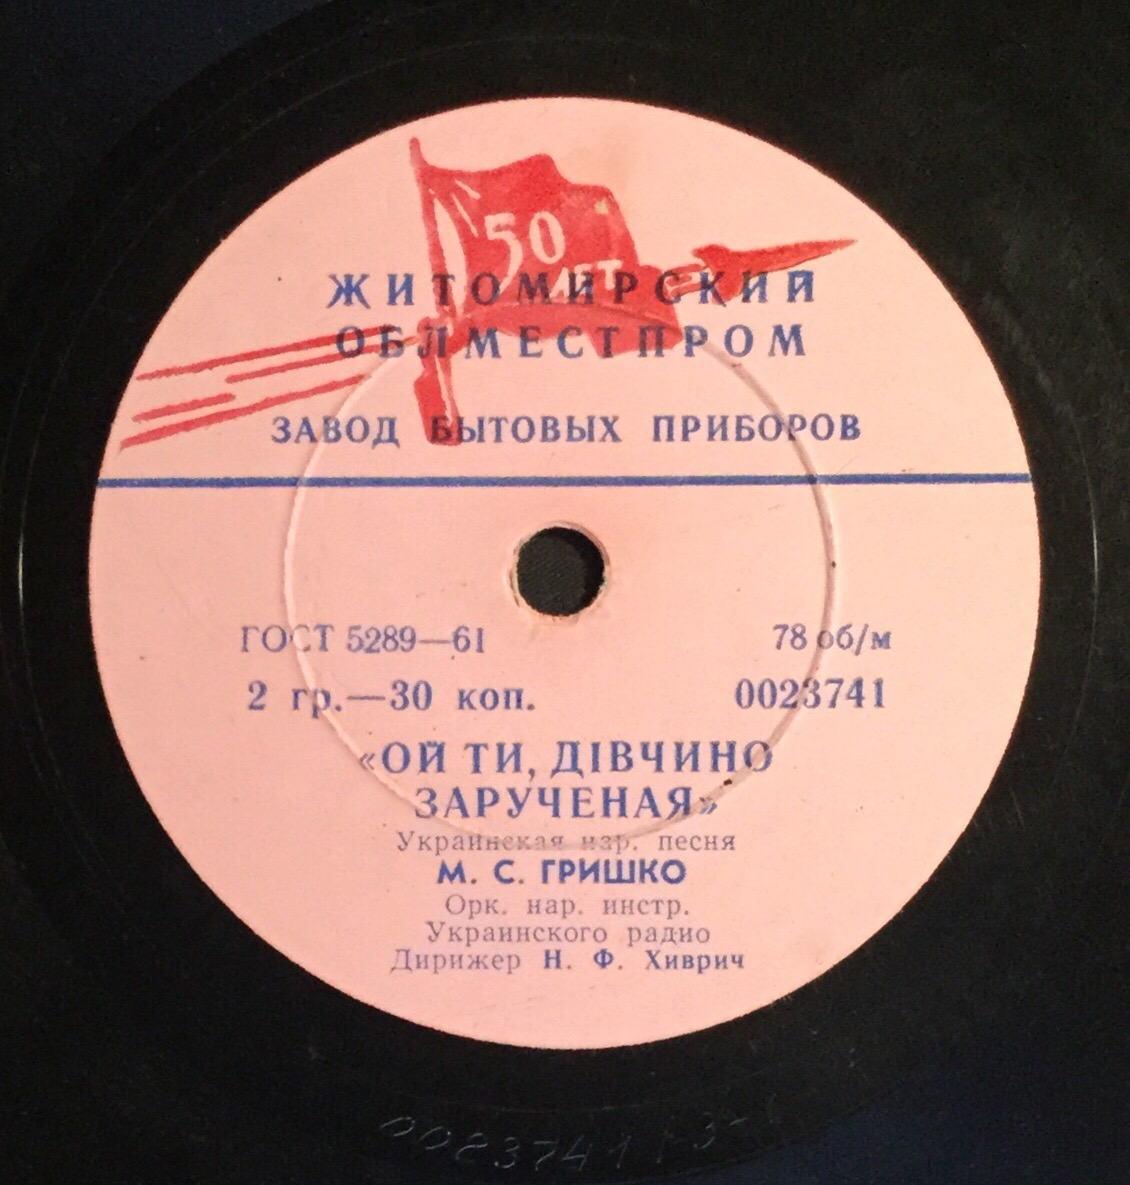 50
ЛЕТ
ЖИТОМИРСКИЙ
ОБЛМЕСТПРОМ
ЗАВОД БЫТОВЫХ ПРИБОРОВ
ГОСТ 5289—61 78 об/м
2 гр.—30 коп. 0023741
«ОЙ ТИ, ДІВЧИНО
ЗАРУЧЕНАЯ»
Украинская нар. песня
М. С. ГРИШКО
Орк. нар. инстр.
Украинского радио
Дирижер Н. Ф. Хиврич